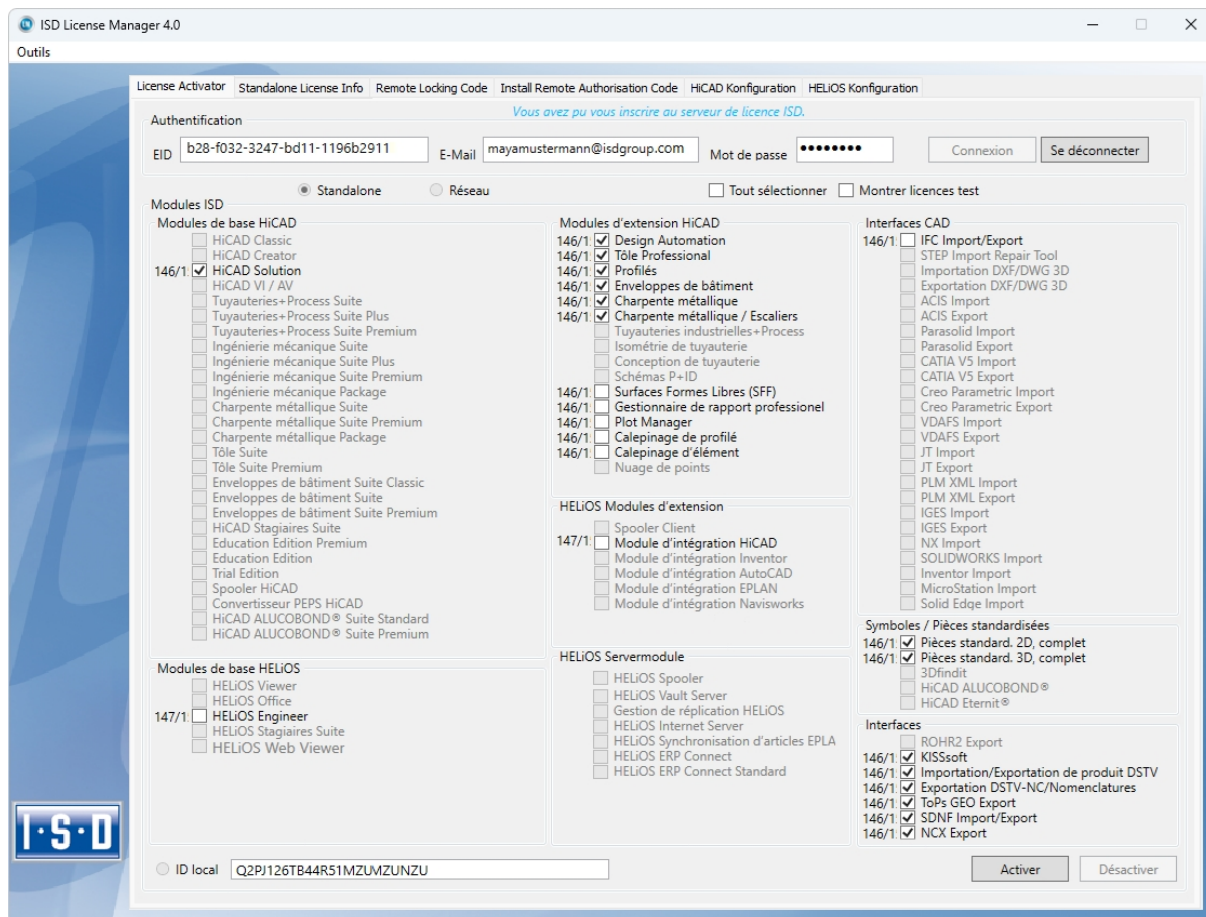 ISD License Manager 4.0
Outils
License Activator Standalone License Info Remote Locking Code Install Remote Authorisation Code HiCAD Konfiguration HELiOS Konfiguration
Vous avez pu vous inscrire au serveur de licence ISD.
Authentification
EID b28-f032-3247-bd11-1196b2911 E-Mail mayamustermann@isdgroup.com Mot de passe •••••••• Connexion Se déconnecter
Standalone Réseau Tout sélectionner Montrer licences test
Modules ISD
Modules de base HiCAD
HiCAD Classic
HiCAD Creator
146/1: HiCAD Solution
HiCAD VI / AV
Tuyauteries+Process Suite
Tuyauteries+Process Suite Plus
Tuyauteries+Process Suite Premium
Ingénierie mécanique Suite
Ingénierie mécanique Suite Plus
Ingénierie mécanique Suite Premium
Ingénierie mécanique Package
Charpente métallique Suite
Charpente métallique Suite Premium
Charpente métallique Package
Tôle Suite
Tôle Suite Premium
Enveloppes de bâtiment Suite Classic
Enveloppes de bâtiment Suite
Enveloppes de bâtiment Suite Premium
HiCAD Stagiaires Suite
Education Edition Premium
Education Edition
Trial Edition
Spooler HiCAD
Convertisseur PEPS HiCAD
HiCAD ALUCOBOND® Suite Standard
HiCAD ALUCOBOND® Suite Premium
Modules de base HELiOS
HELiOS Viewer
HELiOS Office
147/1: HELiOS Engineer
HELiOS Stagiaires Suite
HELiOS Web Viewer
Modules d'extension HiCAD
146/1: Design Automation
146/1: Tôle Professional
146/1: Profilés
146/1: Enveloppes de bâtiment
146/1: Charpente métallique
146/1: Charpente métallique / Escaliers
Tuyauteries industrielles+Process
Isométrie de tuyauterie
Conception de tuyauterie
Schémas P+ID
146/1: Surfaces Formes Libres (SFF)
146/1: Gestionnaire de rapport professionel
146/1: Plot Manager
146/1: Calepinage de profilé
146/1: Calepinage d'élément
Nuage de points
HELiOS Modules d'extension
Spooler Client
147/1: Module d'intégration HiCAD
Module d'intégration Inventor
Module d'intégration AutoCAD
Module d'intégration EPLAN
Module d'intégration Navisworks
HELiOS Servermodule
HELiOS Spooler
HELiOS Vault Server
Gestion de réplication HELiOS
HELiOS Internet Server
HELiOS Synchronisation d'articles EPLA
HELiOS ERP Connect
HELiOS ERP Connect Standard
Interfaces CAD
146/1: IFC Import/Export
STEP Import Repair Tool
Importation DXF/DWG 3D
Exportation DXF/DWG 3D
ACIS Import
ACIS Export
Parasolid Import
Parasolid Export
CATIA V5 Import
CATIA V5 Export
Creo Parametric Import
Creo Parametric Export
VDAFS Import
VDAFS Export
JT Import
JT Export
PLM XML Import
PLM XML Export
IGES Import
IGES Export
NX Import
SOLIDWORKS Import
Inventor Import
MicroStation Import
Solid Edge Import
Symboles / Pièces standardisées
146/1: Pièces standard. 2D, complet
146/1: Pièces standard. 3D, complet
3Dfindit
HiCAD ALUCOBOND®
HiCAD Eternit®
Interfaces
ROHR2 Export
146/1: KISSsoft
146/1: Importation/Exportation de produit DSTV
146/1: Exportation DSTV-NC/Nomenclatures
146/1: ToPs GEO Export
146/1: SDNF Import/Export
146/1: NCX Export
I·S·D
ID local Q2PJ126TB44R51MZUMZUNZU Activer Désactiver